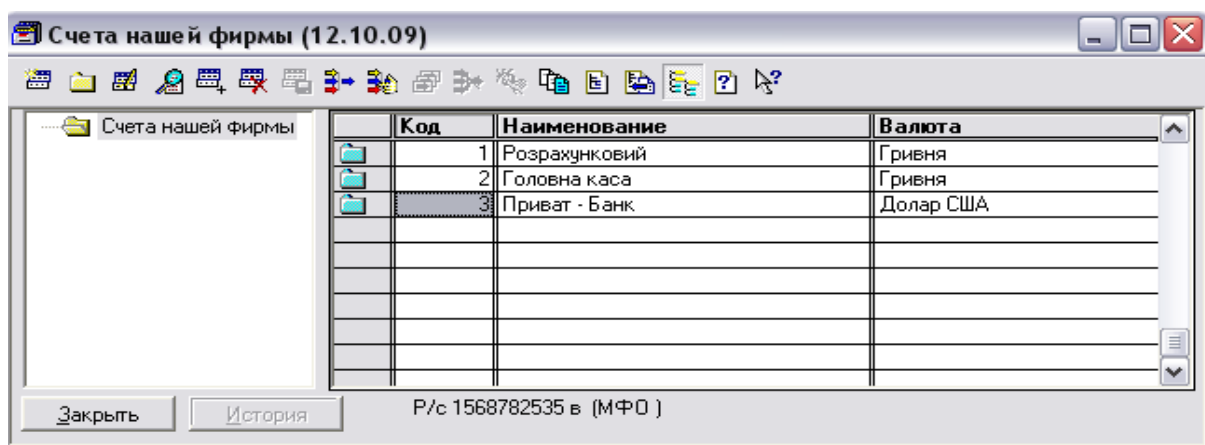 Счета нашей фирмы (12.10.09)
Счета нашей фирмы
Код Наименование Валюта
1 Розрахунковий Гривня
2 Головна каса Гривня
3 Приват - Банк Долар США
Закрыть История Р/с 1568782535 в (МФО )